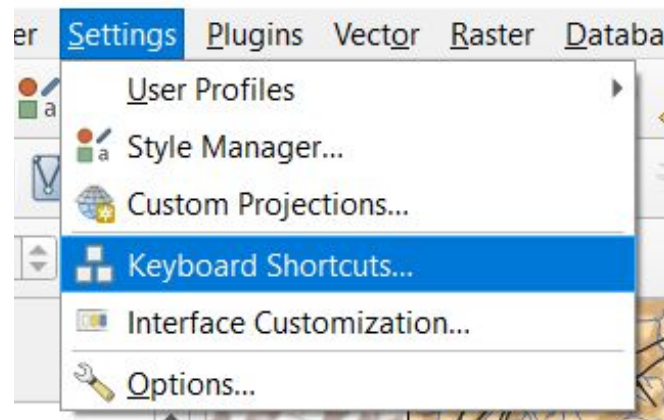 er Settings Plugins Vector Raster Databa
a User Profiles
a Style Manager...
Custom Projections...
Keyboard Shortcuts...
Interface Customization...
Options...